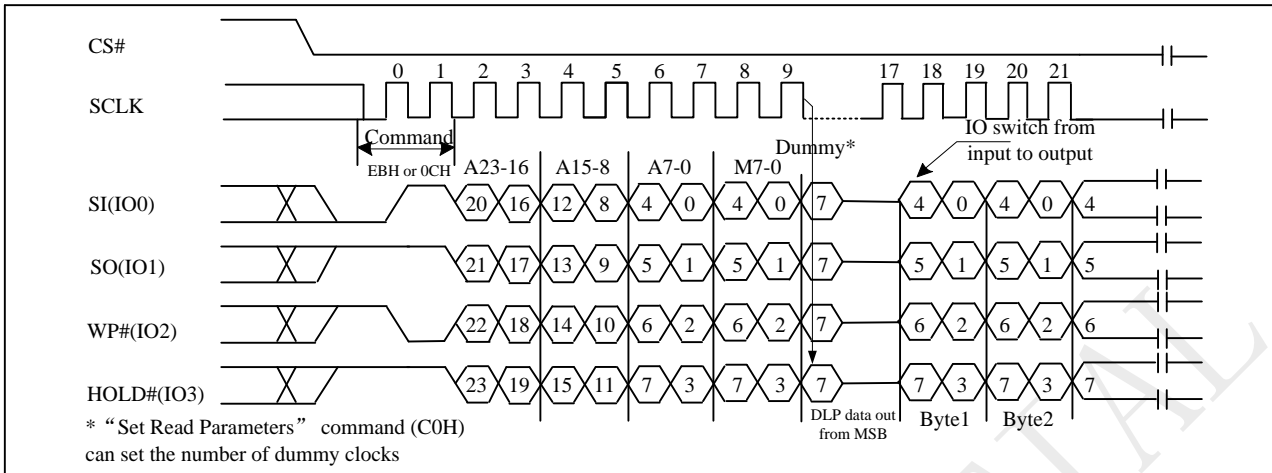 CS#
0 1 2 3 4 5 6 7 8 9 17 18 19 20 21
SCLK
Command
Dummy*
IO switch from
input to output
EBH or 0CH
A23-16 A15-8 A7-0 M7-0
SI(IO0) 20 16 12 8 4 0 4 0 7 4 0 4 0 4
SO(IO1) 21 17 13 9 5 1 5 1 7 5 1 5 1 5
WP#(IO2) 22 18 14 10 6 2 6 2 7 6 2 6 2 6
HOLD#(IO3) 23 19 15 11 7 3 7 3 7 7 3 7 3 7
DLP data out
from MSB
Byte1 Byte2
* “Set Read Parameters” command (C0H)
can set the number of dummy clocks